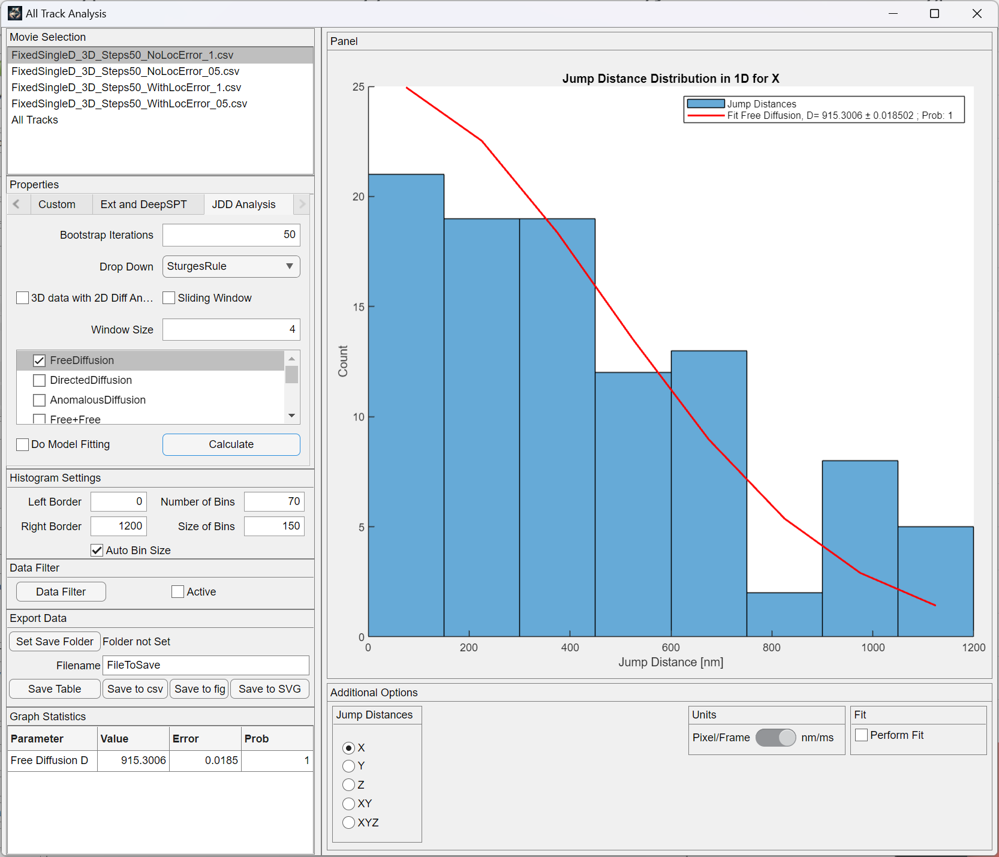 All Track Analysis
Movie Selection
FixedSingleD_3D_Steps50_NoLocError_1.csv
FixedSingleD_3D_Steps50_NoLocError_05.csv
FixedSingleD_3D_Steps50_WithLocError_1.csv
FixedSingleD_3D_Steps50_WithLocError_05.csv
All Tracks
Properties
Custom Ext and DeepSPT JDD Analysis
Bootstrap Iterations 50
Drop Down SturgesRule
3D data with 2D Diff An... Sliding Window
Window Size 4
FreeDiffusion
DirectedDiffusion
AnomalousDiffusion
Free+Free
Do Model Fitting Calculate
Histogram Settings
Left Border 0 Number of Bins 70
Right Border 1200 Size of Bins 150
Auto Bin Size
Data Filter
Data Filter Active
Export Data
Set Save Folder Folder not Set
Filename FileToSave
Save Table Save to csv Save to fig Save to SVG
Graph Statistics
Parameter Value Error Prob
Free Diffusion D 915.3006 0.0185 1
Panel
Jump Distance Distribution in 1D for X
Jump Distances
Fit Free Diffusion, D= 915.3006 ± 0.018502 ; Prob: 1
25
20
15
10
5
0
Count
0 200 400 600 800 1000 1200
Jump Distance [nm]
Additional Options
Jump Distances
X
Y
Z
XY
XYZ
Units
Pixel/Frame nm/ms
Fit
Perform Fit